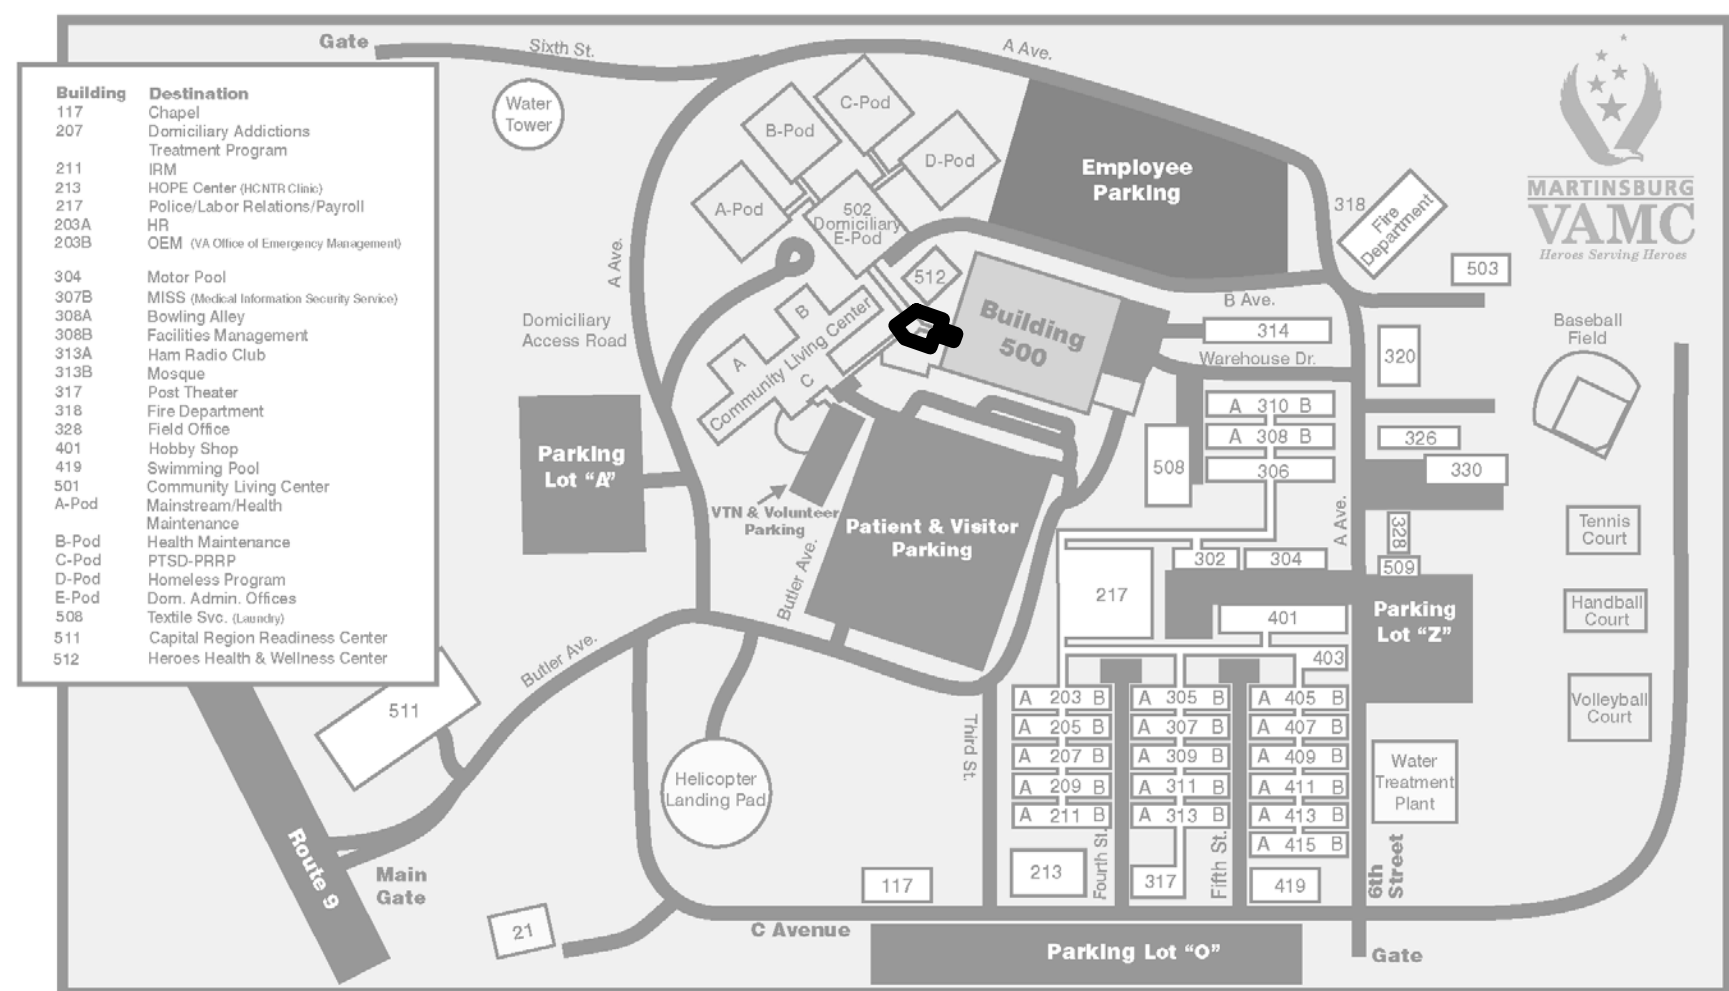 Gate
Sixth St.
A Ave.
Building Destination
117 Chapel
207 Domiciliary Addictions
Treatment Program
211 IRM
213 HOPE Center (HCNTR Clinic)
217 Police/Labor Relations/Payroll
203A HR
203B OEM (VA Office of Emergency Management)
304 Motor Pool
307B MISS (Medical Information Security Service)
308A Bowling Alley
308B Facilities Management
313A Ham Radio Club
313B Mosque
317 Post Theater
318 Fire Department
328 Field Office
401 Hobby Shop
419 Swimming Pool
501 Community Living Center
A-Pod Mainstream/Health
Maintenance
B-Pod Health Maintenance
C-Pod PTSD-PRRP
D-Pod Homeless Program
E-Pod Dom. Admin. Offices
508 Textile Svc. (Laundry)
511 Capital Region Readiness Center
512 Heroes Health & Wellness Center
Water
Tower
C-Pod
B-Pod
D-Pod
A-Pod
502
Domiciliary
E-Pod
Employee
Parking
318
Fire
Department
MARTINSBURG
VAMC
Heroes Serving Heroes
503
A Ave.
512
B Ave.
Building
500
314
Domiciliary
Access Road
B
A
Community Living Center
C
Warehouse Dr.
320
Baseball
Field
A 310 B
A 308 B
306
508
326
330
Parking
Lot “A”
VTN & Volunteer
Parking
Patient & Visitor
Parking
Butler Ave.
A Ave.
328
509
Tennis
Court
302
304
217
401
403
Parking
Lot “Z”
Handball
Court
Butler Ave.
511
Third St.
A 203 B
A 205 B
A 207 B
A 209 B
A 211 B
A 305 B
A 307 B
A 309 B
A 311 B
A 313 B
A 405 B
A 407 B
A 409 B
A 411 B
A 413 B
A 415 B
Volleyball
Court
Water
Treatment
Plant
Helicopter
Landing Pad
Route 9
Main
Gate
117
213
Fourth St.
317
Fifth St.
419
6th
Street
21
C Avenue
Parking Lot “O”
Gate